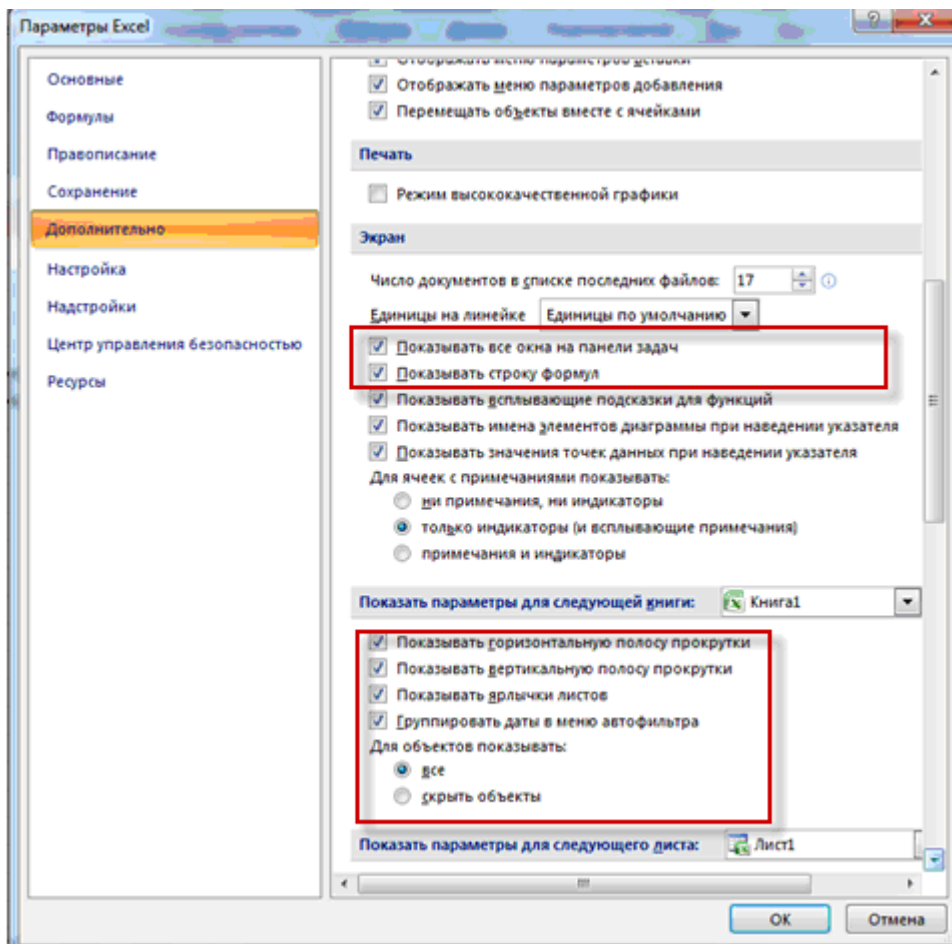 Параметры Excel
Основные
Формулы
Правописание
Сохранение
Дополнительно
Настройка
Надстройки
Центр управления безопасностью
Ресурсы
Отображать меню параметров вставки
Отображать меню параметров добавления
Перемещать объекты вместе с ячейками
Печать
Режим высококачественной графики
Экран
Число документов в списке последних файлов: 17
Единицы на линейке Единицы по умолчанию
Показывать все окна на панели задач
Показывать строку формул
Показывать всплывающие подсказки для функций
Показывать имена элементов диаграммы при наведении указателя
Показывать значения точек данных при наведении указателя
Для ячеек с примечаниями показывать:
ни примечания, ни индикаторы
только индикаторы (и всплывающие примечания)
примечания и индикаторы
Показать параметры для следующей книги: Книга1
Показывать горизонтальную полосу прокрутки
Показывать вертикальную полосу прокрутки
Показывать ярлычки листов
Группировать даты в меню автофильтра
Для объектов показывать:
все
скрыть объекты
Показать параметры для следующего листа: Лист1
ОК Отмена